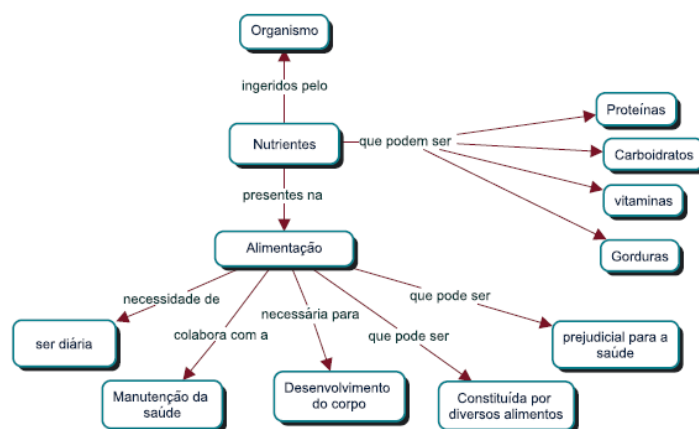 Organismo
ingeridos pelo
Nutrientes
que podem ser
Proteínas
Carboidratos
vitaminas
Gorduras
presentes na
Alimentação
necessidade de
ser diária
colabora com a
Manutenção da
saúde
necessária para
Desenvolvimento
do corpo
que pode ser
Constituída por
diversos alimentos
que pode ser
prejudicial para a
saúde